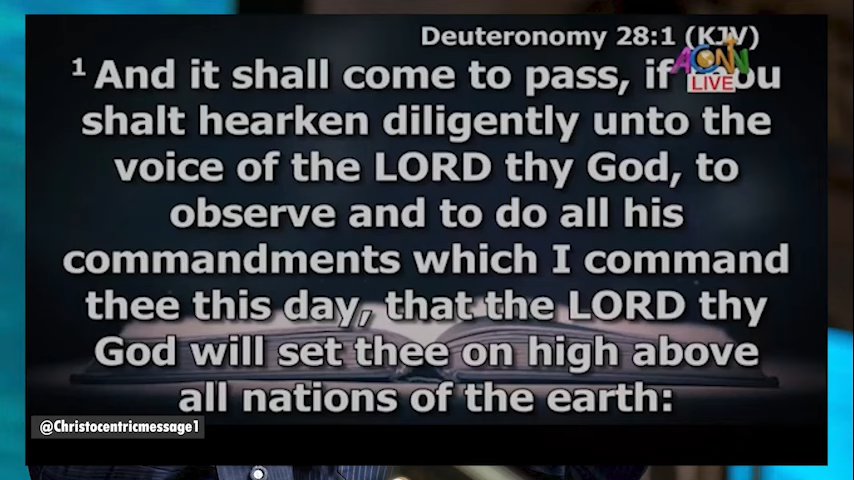 Deuteronomy 28:1 (KJV)
1 And it shall come to pass, if thou
shalt hearken diligently unto the
voice of the LORD thy God, to
observe and to do all his
commandments which I command
thee this day, that the LORD thy
God will set thee on high above
all nations of the earth:
ACNN
LIVE
@Christocentricmessage1